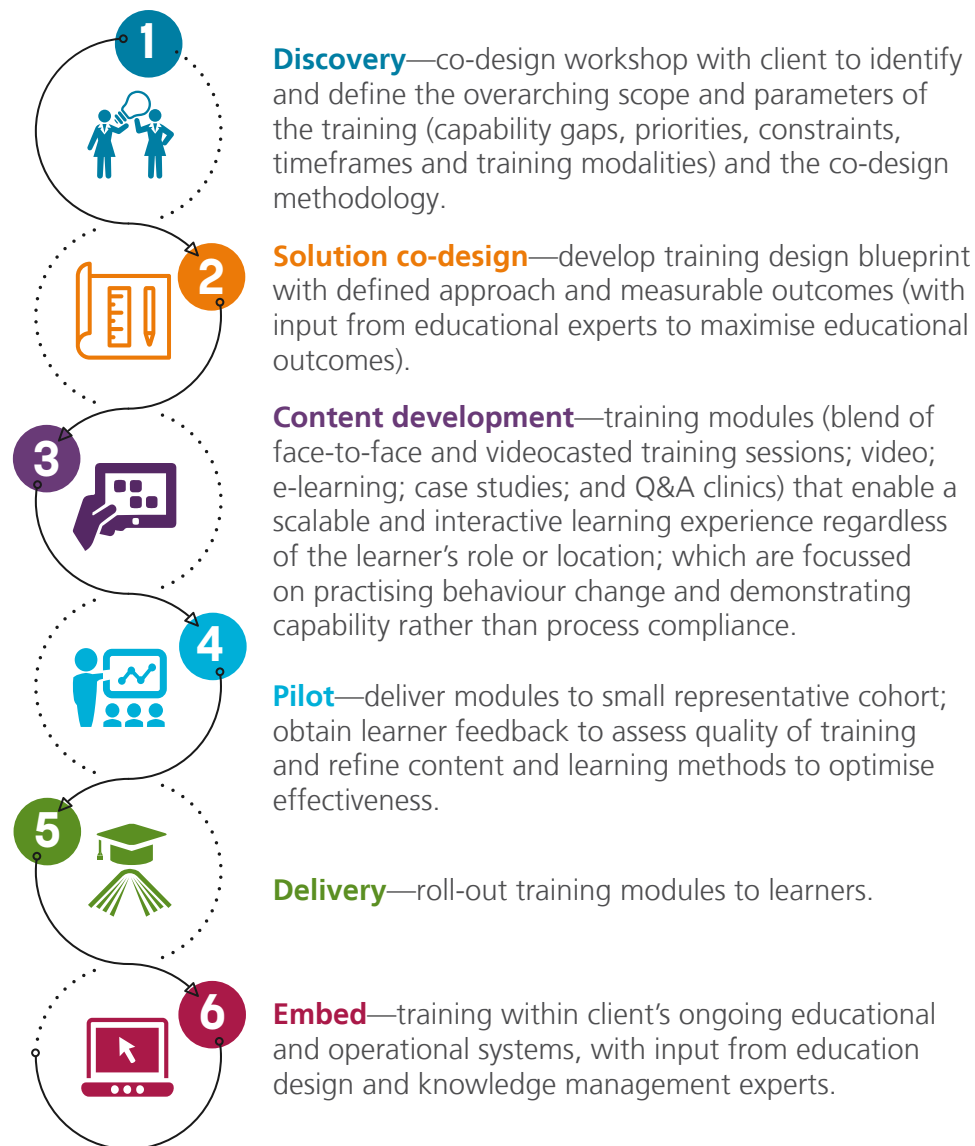 1
Discovery—co-design workshop with client to identify
and define the overarching scope and parameters of
the training (capability gaps, priorities, constraints,
timeframes and training modalities) and the co-design
methodology.
2
Solution co-design—develop training design blueprint
with defined approach and measurable outcomes (with
input from educational experts to maximise educational
outcomes).
3
Content development—training modules (blend of
face-to-face and videocasted training sessions; video;
e-learning; case studies; and Q&A clinics) that enable a
scalable and interactive learning experience regardless
of the learner’s role or location; which are focussed
on practising behaviour change and demonstrating
capability rather than process compliance.
4
Pilot—deliver modules to small representative cohort;
obtain learner feedback to assess quality of training
and refine content and learning methods to optimise
effectiveness.
5
Delivery—roll-out training modules to learners.
6
Embed—training within client’s ongoing educational
and operational systems, with input from education
design and knowledge management experts.